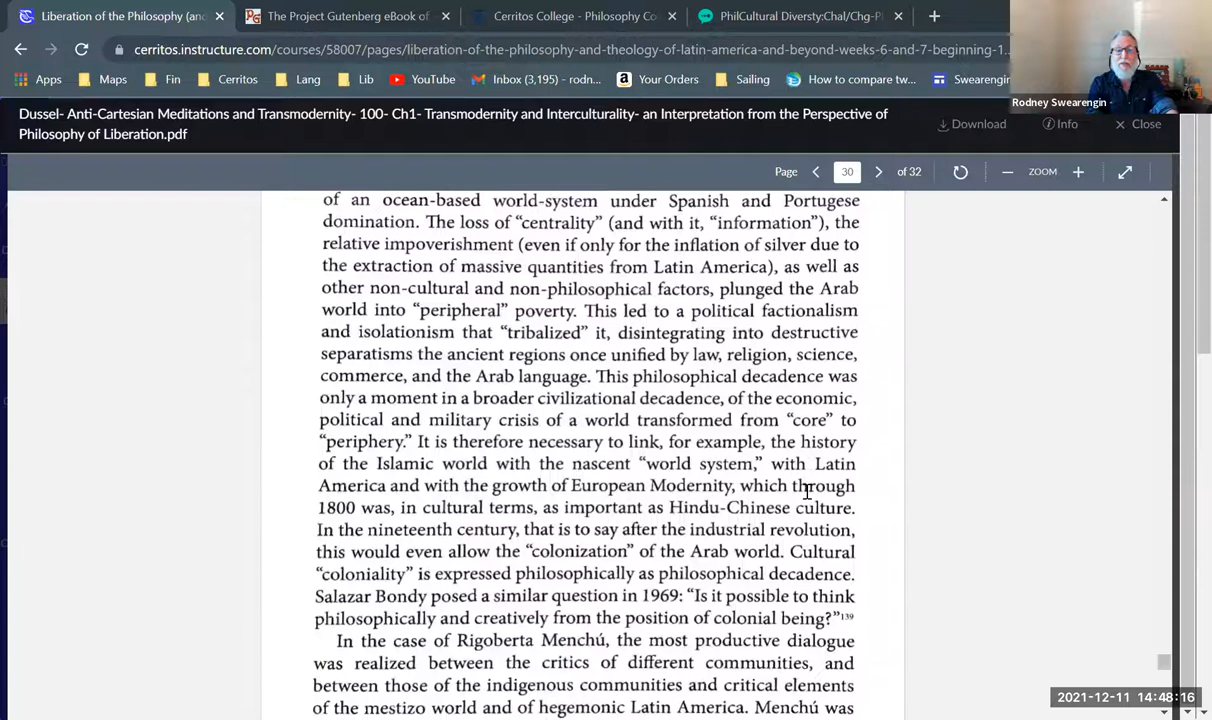 Liberation of the Philosophy (an
The Project Gutenberg eBook of
Cerritos College - Philosophy Co
PhilCultural Diversty:Chal/Chg-P
cerritos.instructure.com/courses/58007/pages/liberation-of-the-philosophy-and-theology-of-latin-america-and-beyond-weeks-6-and-7-beginning-1...
Apps Maps Fin Cerritos Lang Lib YouTube Inbox (3,195) - rodn... Your Orders Sailing How to compare tw... Swearengin
Rodney Swearengin
Dussel- Anti-Cartesian Meditations and Transmodernity- 100- Ch1- Transmodernity and Interculturality- an Interpretation from the Perspective of
Philosophy of Liberation.pdf
Download Info Close
Page 30 of 32 ZOOM
of an ocean-based world-system under Spanish and Portugese
domination. The loss of “centrality” (and with it, “information”), the
relative impoverishment (even if only for the inflation of silver due to
the extraction of massive quantities from Latin America), as well as
other non-cultural and non-philosophical factors, plunged the Arab
world into “peripheral” poverty. This led to a political factionalism
and isolationism that “tribalized” it, disintegrating into destructive
separatisms the ancient regions once unified by law, religion, science,
commerce, and the Arab language. This philosophical decadence was
only a moment in a broader civilizational decadence, of the economic,
political and military crisis of a world transformed from “core” to
“periphery.” It is therefore necessary to link, for example, the history
of the Islamic world with the nascent “world system,” with Latin
America and with the growth of European Modernity, which through
1800 was, in cultural terms, as important as Hindu-Chinese culture.
In the nineteenth century, that is to say after the industrial revolution,
this would even allow the “colonization” of the Arab world. Cultural
“coloniality” is expressed philosophically as philosophical decadence.
Salazar Bondy posed a similar question in 1969: “Is it possible to think
philosophically and creatively from the position of colonial being?”139
In the case of Rigoberta Menchú, the most productive dialogue
was realized between the critics of different communities, and
between those of the indigenous communities and critical elements
of the mestizo world and of hegemonic Latin America. Menchú was
2021-12-11 14:48:16